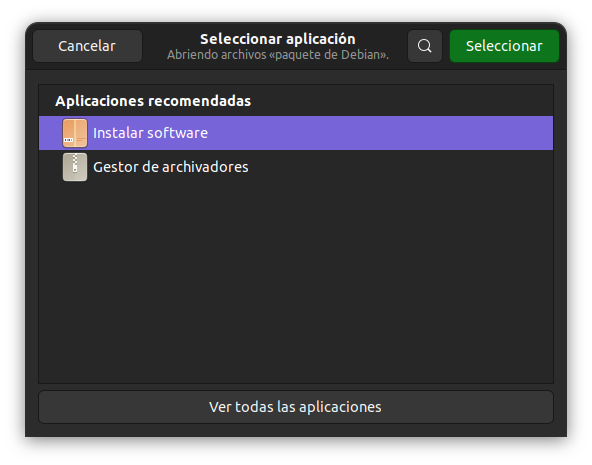 Cancelar
Seleccionar aplicación
Abriendo archivos «paquete de Debian».
Seleccionar
Aplicaciones recomendadas
Instalar software
Gestor de archivadores
Ver todas las aplicaciones